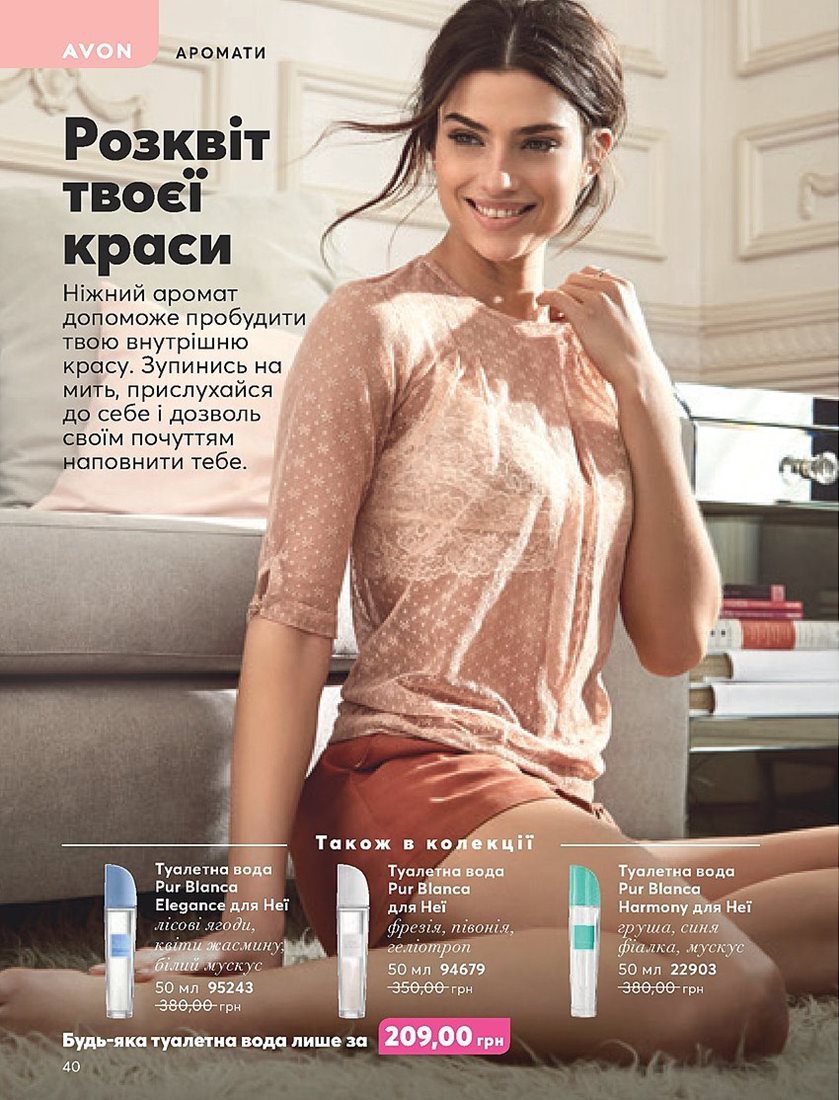 AVON
АРОМАТИ
Розквіт
твоєї
краси
Ніжний аромат
допоможе пробудити
твою внутрішню
красу. Зупинись на
мить, прислухайся
до себе і дозволь
своїм почуттям
наповнити тебе.
Також в колекції
Туалетна вода
Pur Blanca
Elegance для Неї
лісові ягоди,
квіти жасмину,
білий мускус
50 мл 95243
380,00 грн
Туалетна вода
Pur Blanca
для Неї
фрезія, півонія,
геліотроп
50 мл 94679
350,00 грн
Туалетна вода
Pur Blanca
Harmony для Неї
груша, синя
фіалка, мускус
50 мл 22903
380,00 грн
Будь-яка туалетна вода лише за 209,00 грн
40